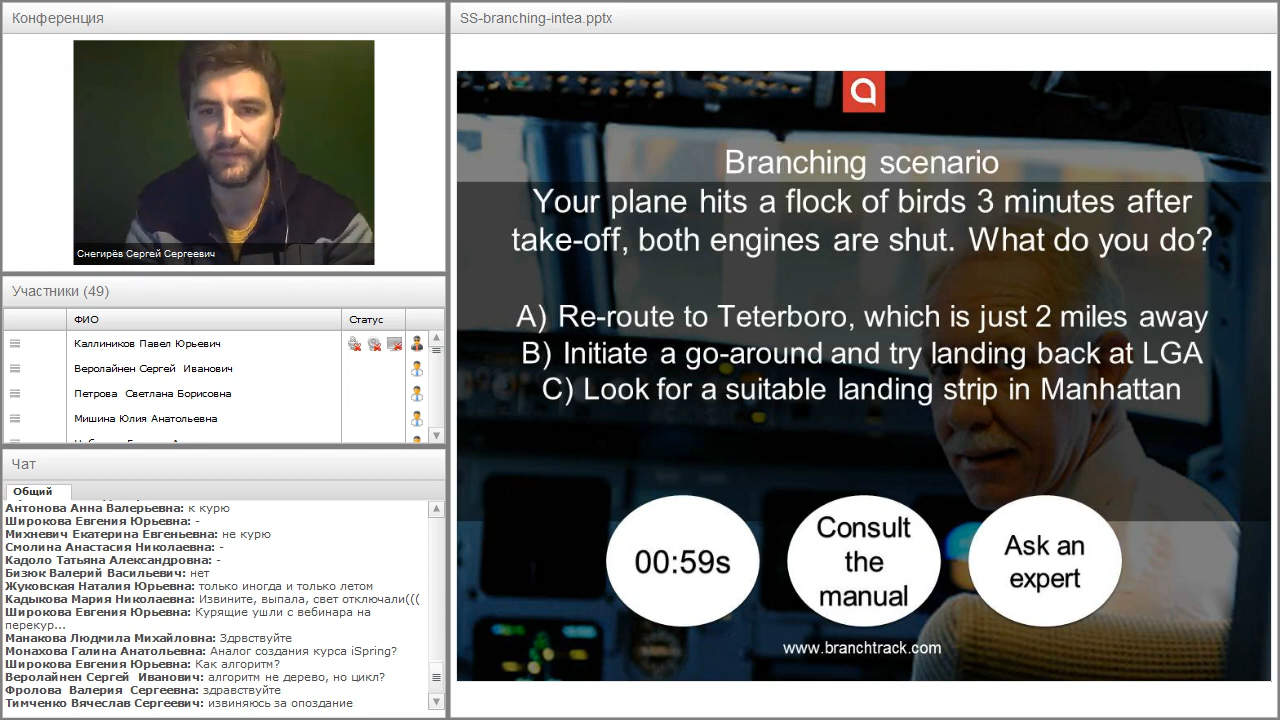 Конференция
Снегирёв Сергей Сергеевич
Участники (49)
ФИО
Статус
Каллиников Павел Юрьевич
Веролайнен Сергей Иванович
Петрова Светлана Борисовна
Мишина Юлия Анатольевна
Чат
Общий
Антонова Анна Валерьевна: к курю
Широкова Евгения Юрьевна: -
Михневич Екатерина Евгеньевна: не курю
Смолина Анастасия Николаевна: -
Кадоло Татьяна Александровна: -
Бизюк Валерий Васильевич: нет
Жуковская Наталия Юрьевна: только иногда и только летом
Кадыкова Мария Николаевна: Извините, выпала, свет отключали(((
Широкова Евгения Юрьевна: Курящие ушли с вебинара на
перекур...
Манакова Людмила Михайловна: Здрвствуйте
Монахова Галина Анатольевна: Аналог создания курса iSpring?
Широкова Евгения Юрьевна: Как алгоритм?
Веролайнен Сергей Иванович: алгоритм не дерево, но цикл?
Фролова Валерия Сергеевна: здравствуйте
Тимченко Вячеслав Сергеевич: извиняюсь за опоздание
SS-branching-intea.pptx
Branching scenario
Your plane hits a flock of birds 3 minutes after
take-off, both engines are shut. What do you do?
A) Re-route to Teterboro, which is just 2 miles away
B) Initiate a go-around and try landing back at LGA
C) Look for a suitable landing strip in Manhattan
00:59s
Consult
the
manual
Ask an
expert
www.branchtrack.com